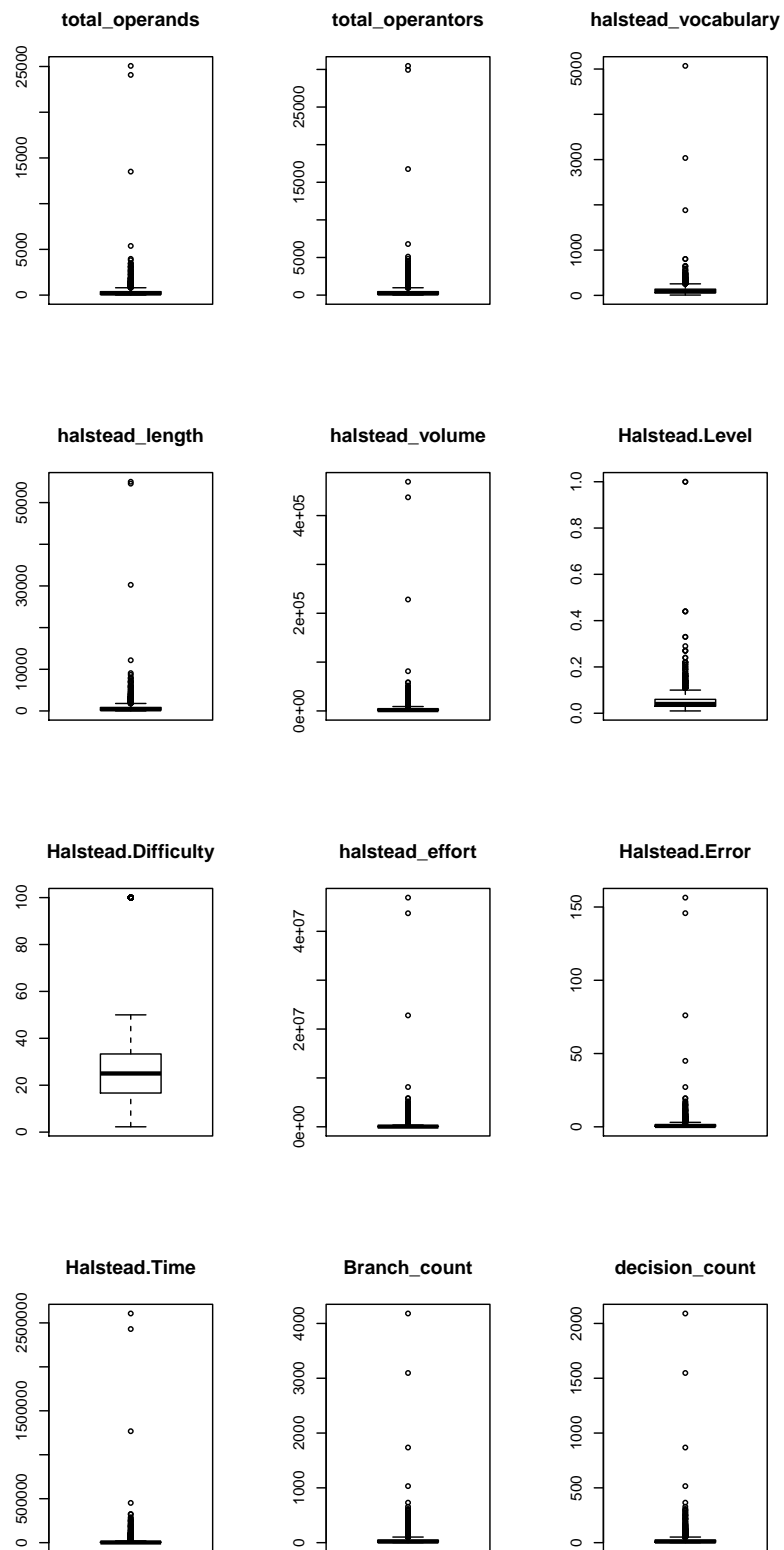 total_operands
25000
15000
5000
0
total_operantors
25000
15000
5000
0
halstead_vocabulary
5000
3000
1000
0
halstead_length
50000
30000
10000
0
halstead_volume
4e+05
2e+05
0e+00
Halstead.Level
1.0
0.8
0.6
0.4
0.2
0.0
Halstead.Difficulty
100
80
60
40
20
0
halstead_effort
4e+07
2e+07
0e+00
Halstead.Error
150
100
50
0
Halstead.Time
2500000
1500000
500000
0
Branch_count
4000
3000
2000
1000
0
decision_count
2000
1500
1000
500
0